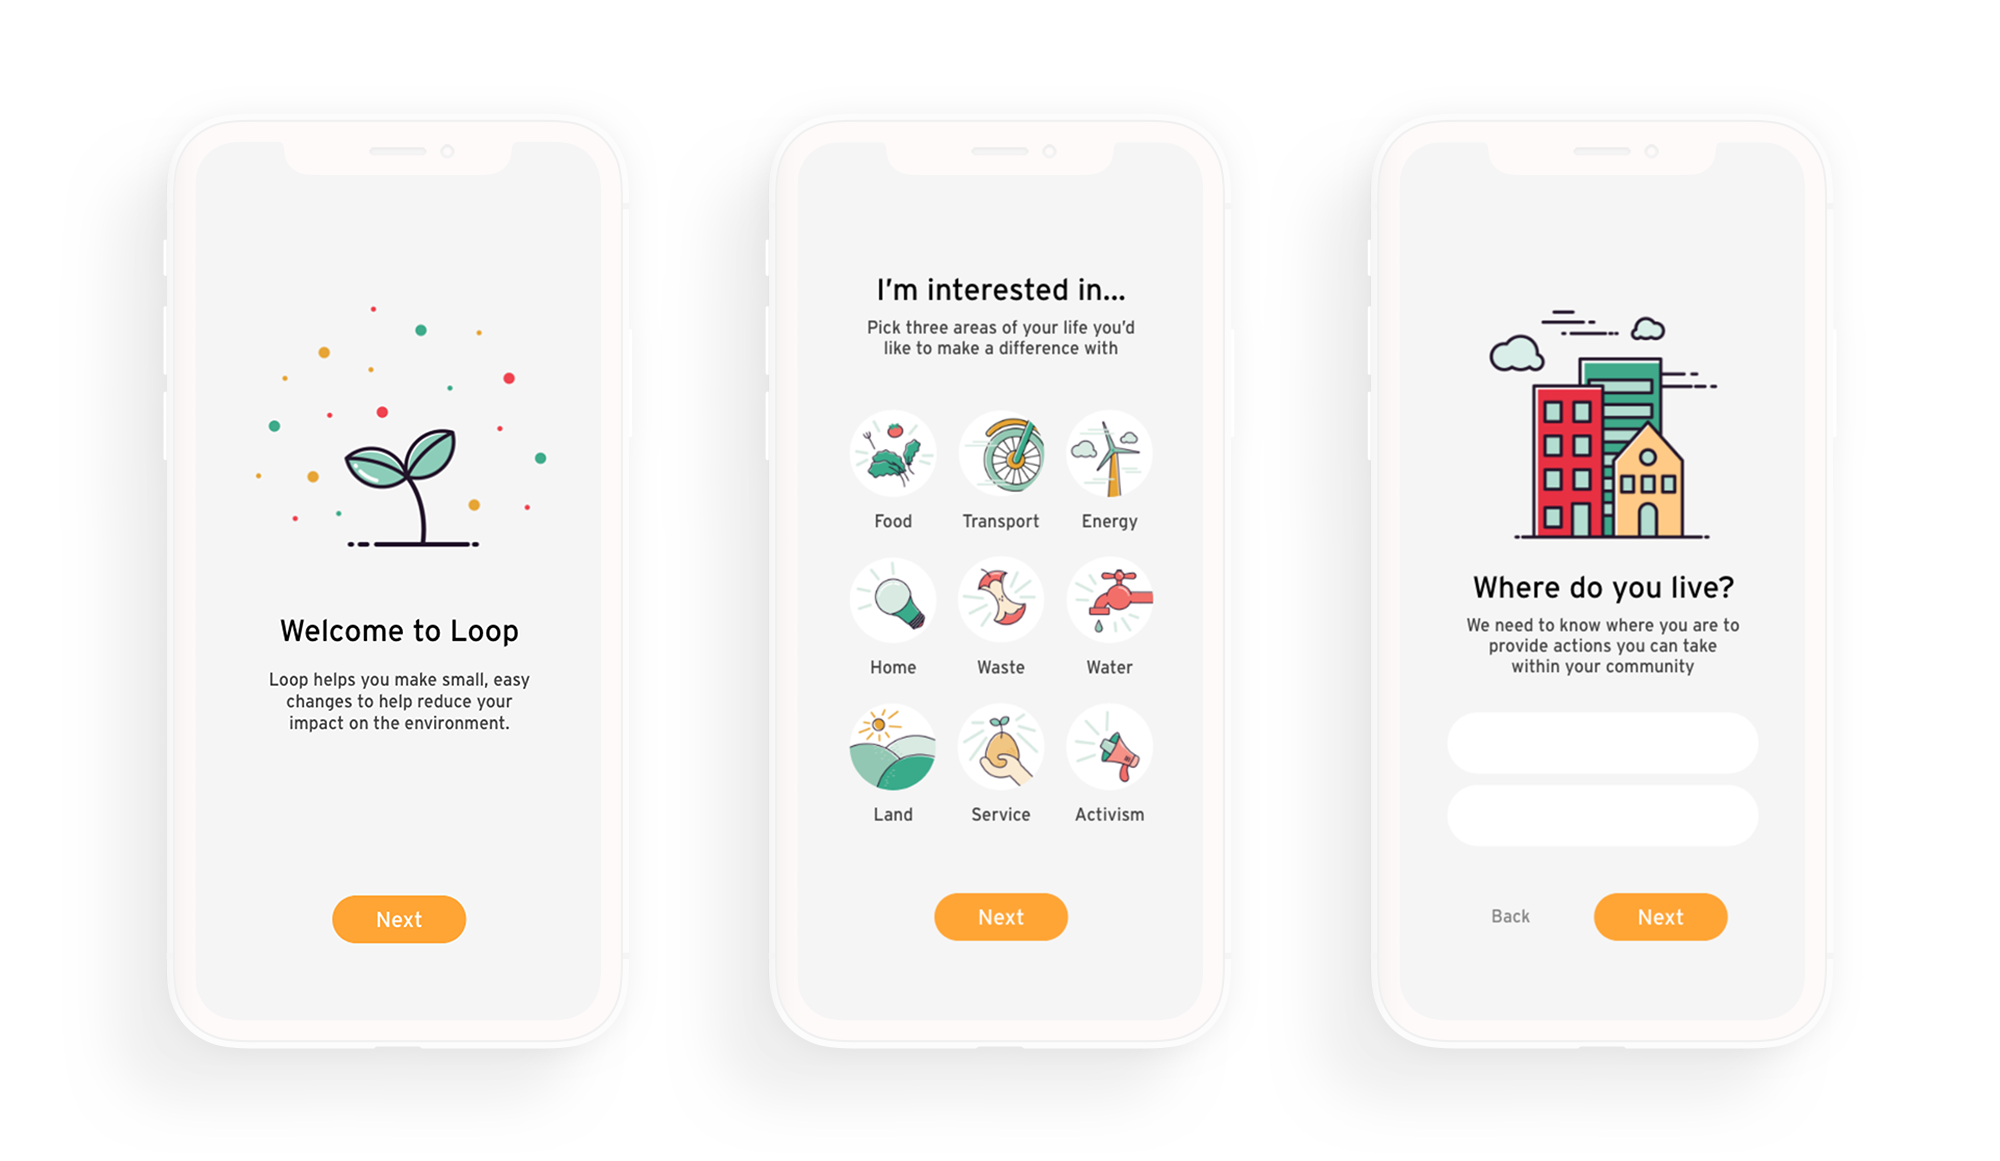 Welcome to Loop
Loop helps you make small, easy
changes to help reduce your
impact on the environment.
Next
I'm interested in...
Pick three areas of your life you'd
like to make a difference with
Food
Transport
Energy
Home
Waste
Water
Land
Service
Activism
Next
Where do you live?
We need to know where you are to
provide actions you can take
within your community
Back
Next